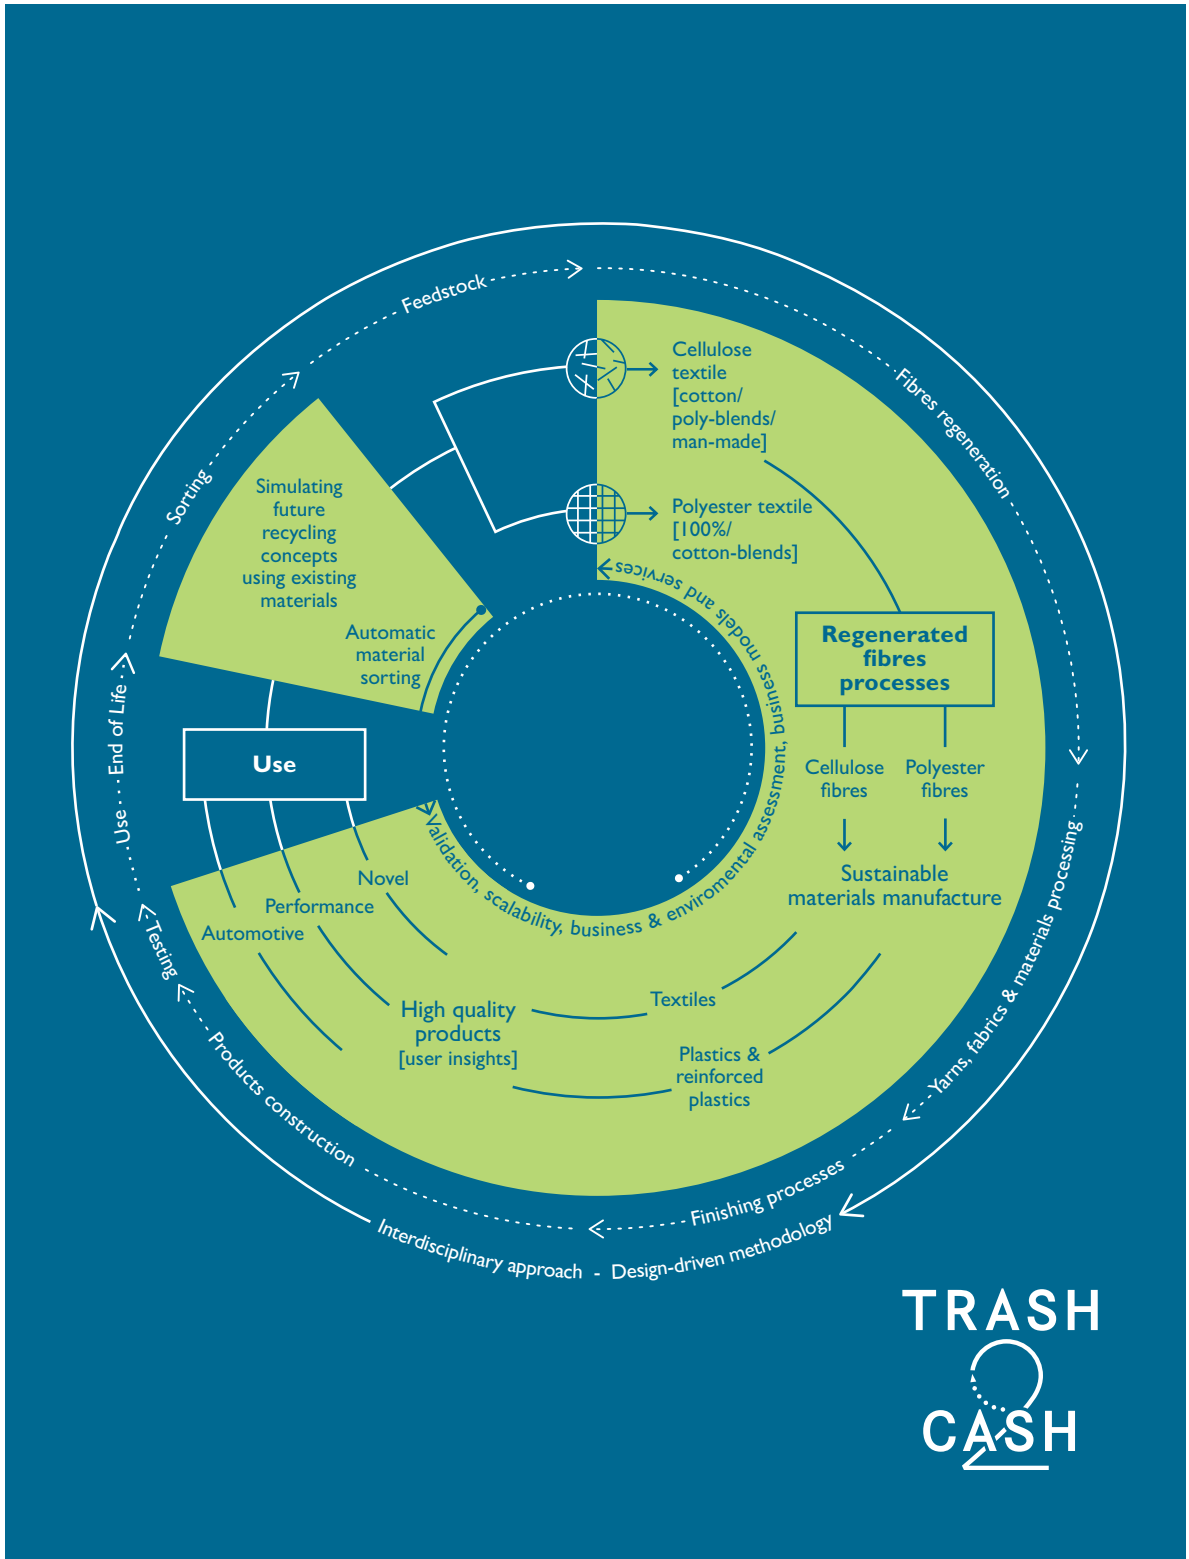 Feedstock
Fibres regeneration
Yarns, fabrics & materials processing
Finishing processes
Products construction
Testing
Use
End of Life
Sorting
Interdisciplinary approach - Design-driven methodology
Cellulose
textile
[cotton/
poly-blends/
man-made]
Polyester textile
[100%/
cotton-blends]
Regenerated
fibres
processes
Cellulose
fibres
Polyester
fibres
Sustainable
materials manufacture
Textiles
Plastics &
reinforced
plastics
High quality
products
[user insights]
Novel
Performance
Automotive
Use
Simulating
future
recycling
concepts
using existing
materials
Automatic
material
sorting
Validation, scalability, business & enviromental assessment, business models and services
TRASH
2
CASH